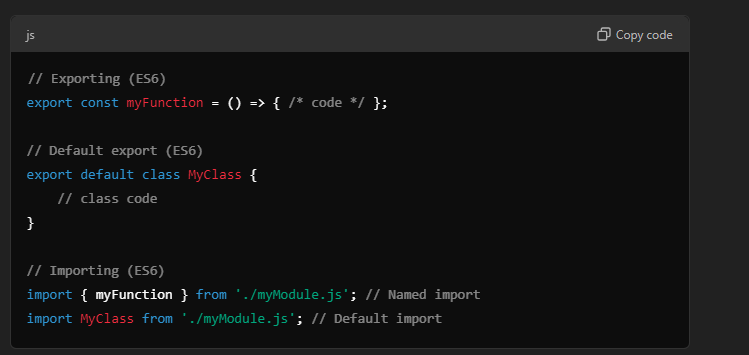 js
Copy code
// Exporting (ES6)
export const myFunction = () => { /* code */ };
// Default export (ES6)
export default class MyClass {
    // class code
}
// Importing (ES6)
import { myFunction } from './myModule.js'; // Named import
import MyClass from './myModule.js'; // Default import